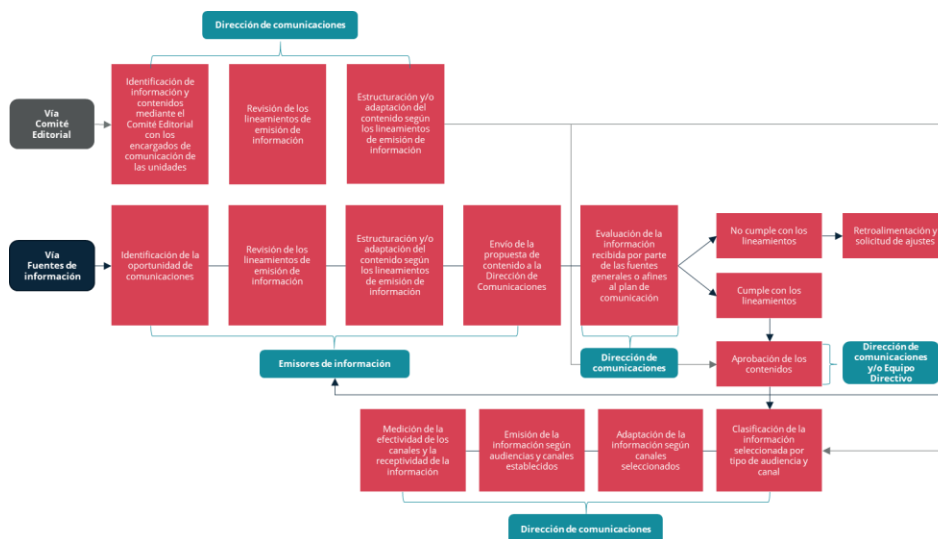 Dirección de comunicaciones
Vía
Comité
Editorial
Identificación de
información y
contenidos
mediante el
Comité Editorial
con los
encargados de
comunicación de
las unidades
Revisión de los
lineamientos de
emisión de
información
Estructuración y/o
adaptación del
contenido según
los lineamientos
de emisión de
información
Vía
Fuentes de
información
Identificación de la
oportunidad de
comunicaciones
Revisión de los
lineamientos de
emisión de
información
Estructuración y/o
adaptación del
contenido según
los lineamientos
de emisión de
información
Envío de la
propuesta de
contenido a la
Dirección de
Comunicaciones
Evaluación de la
información
recibida por parte
de las fuentes
generales o afines
al plan de
comunicación
No cumple con los
lineamientos
Retroalimentación y
solicitud de ajustes
Cumple con los
lineamientos
Emisores de información
Dirección de
comunicaciones
Aprobación de los
contenidos
Dirección de
comunicaciones
y/o Equipo
Directivo
Medición de la
efectividad de los
canales y la
receptividad de la
información
Emisión de la
información según
audiencias y canales
establecidos
Adaptación de la
información según
canales
seleccionados
Clasificación de la
información
seleccionada por
tipo de audiencia y
canal
Dirección de comunicaciones